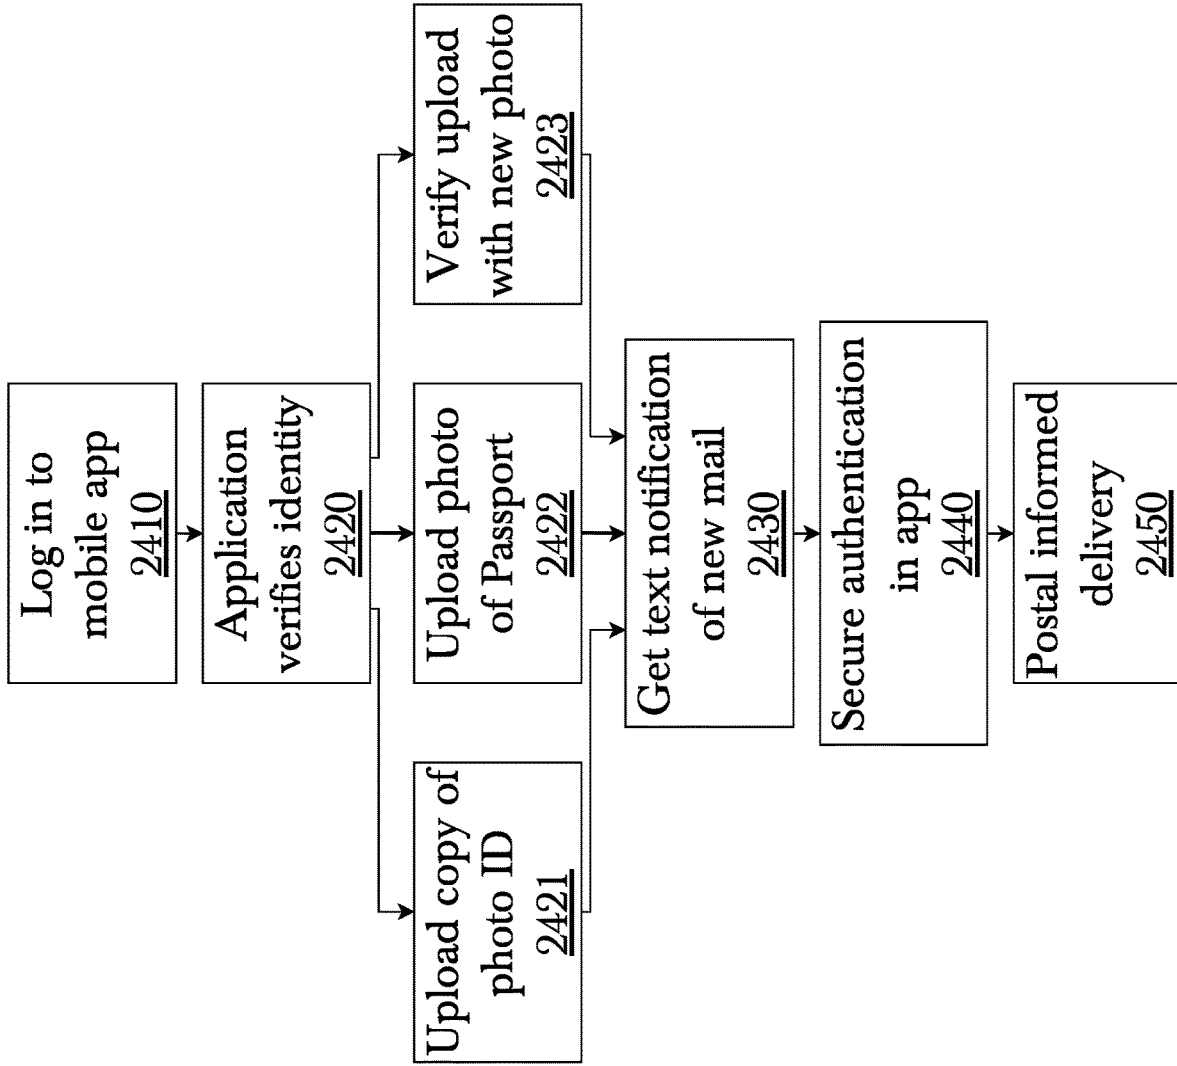 Log in to
mobile app
2410
Application
verifies identity
2420
Upload copy of
photo ID
2421
Upload photo
of Passport
2422
Verify upload
with new photo
2423
Get text notification
of new mail
2430
Secure authentication
in app
2440
Postal informed
delivery
2450